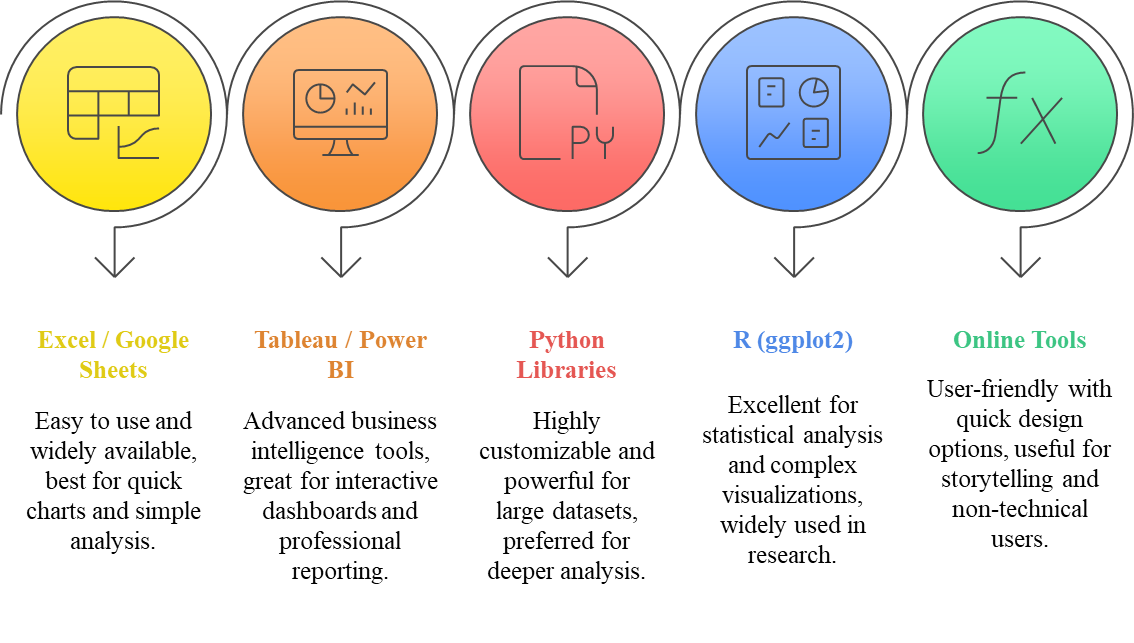 PY
fx
Excel / Google
Sheets
Easy to use and
widely available,
best for quick
charts and simple
analysis.
Tableau / Power
BI
Advanced business
intelligence tools,
great for interactive
dashboards and
professional
reporting.
Python
Libraries
Highly
customizable and
powerful for
large datasets,
preferred for
deeper analysis.
R (ggplot2)
Excellent for
statistical analysis
and complex
visualizations,
widely used in
research.
Online Tools
User-friendly with
quick design
options, useful for
storytelling and
non-technical
users.